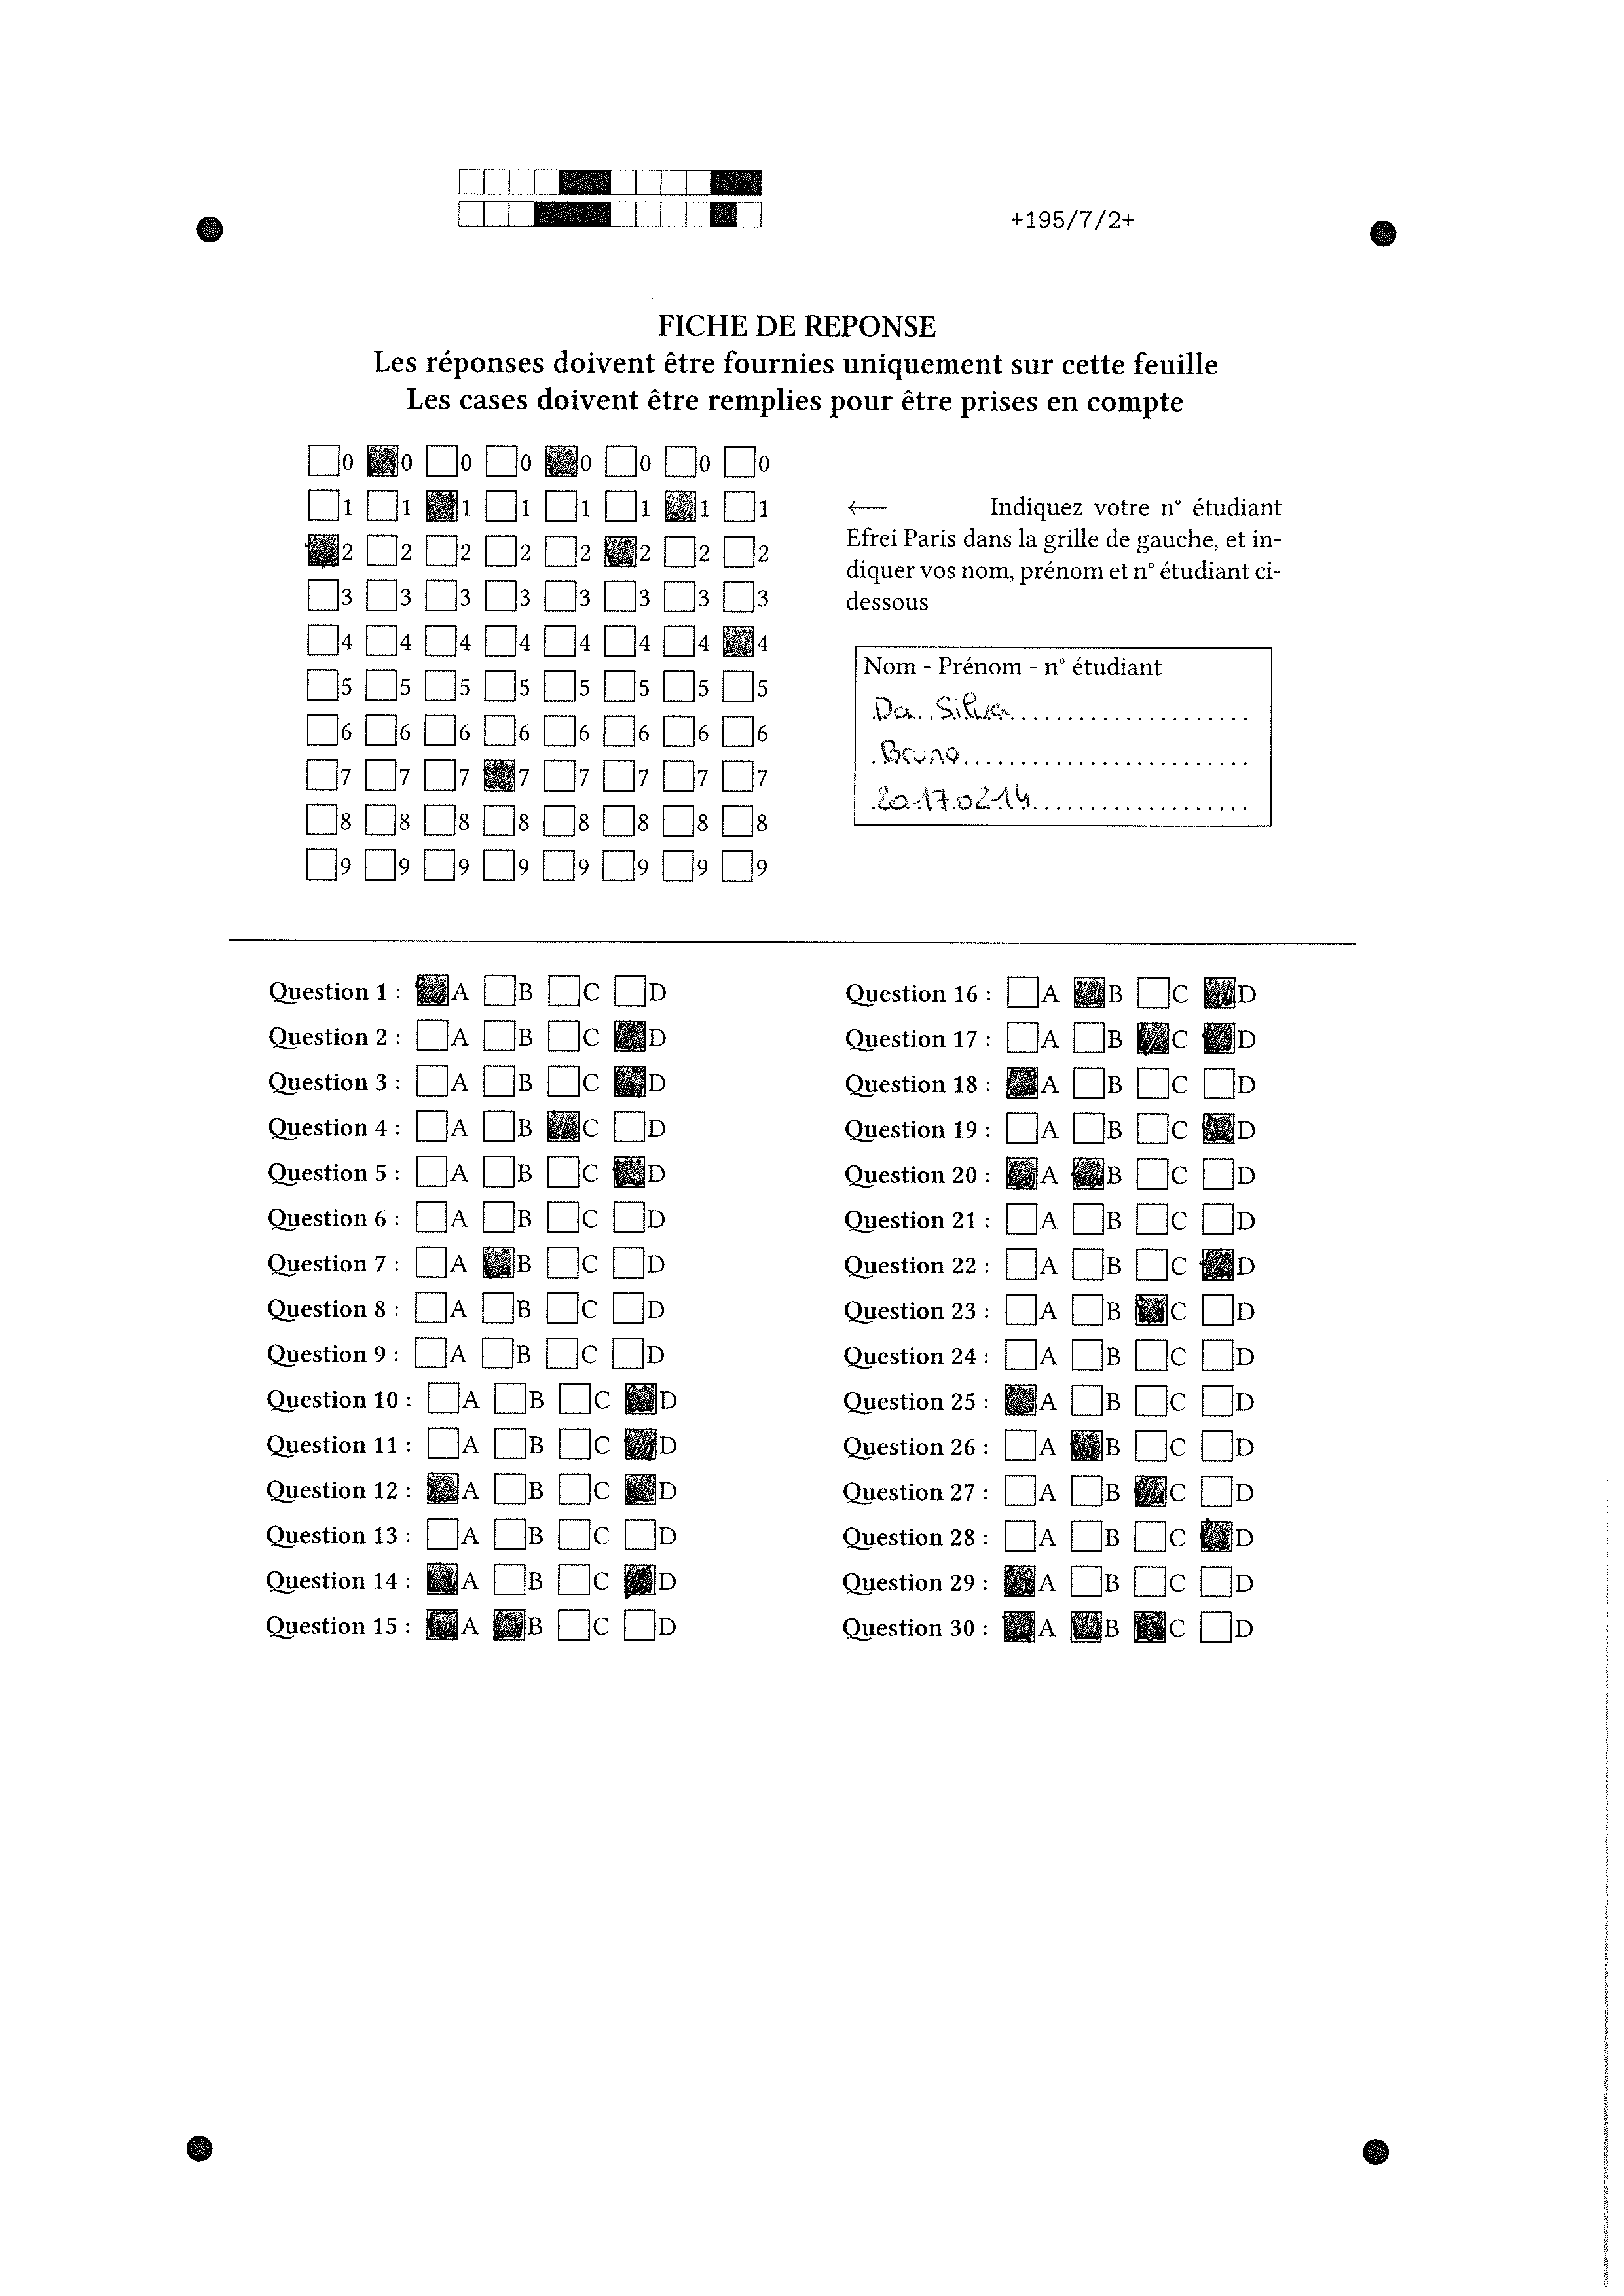 +195/7/2+
FICHE DE REPONSE
Les réponses doivent être fournies uniquement sur cette feuille
Les cases doivent être remplies pour être prises en compte
0 0 0 0 0 0 0 0
1 1 1 1 1 1 1 1
2 2 2 2 2 2 2 2
3 3 3 3 3 3 3 3
4 4 4 4 4 4 4 4
5 5 5 5 5 5 5 5
6 6 6 6 6 6 6 6
7 7 7 7 7 7 7 7
8 8 8 8 8 8 8 8
9 9 9 9 9 9 9 9
← Indiquez votre n° étudiant
Efrei Paris dans la grille de gauche, et in-
diquer vos nom, prénom et n° étudiant ci-
dessous
Nom - Prénom - n° étudiant
Da Silva
Bruno
20170214
Question 1 : A B C D
Question 2 : A B C D
Question 3 : A B C D
Question 4 : A B C D
Question 5 : A B C D
Question 6 : A B C D
Question 7 : A B C D
Question 8 : A B C D
Question 9 : A B C D
Question 10 : A B C D
Question 11 : A B C D
Question 12 : A B C D
Question 13 : A B C D
Question 14 : A B C D
Question 15 : A B C D
Question 16 : A B C D
Question 17 : A B C D
Question 18 : A B C D
Question 19 : A B C D
Question 20 : A B C D
Question 21 : A B C D
Question 22 : A B C D
Question 23 : A B C D
Question 24 : A B C D
Question 25 : A B C D
Question 26 : A B C D
Question 27 : A B C D
Question 28 : A B C D
Question 29 : A B C D
Question 30 : A B C D